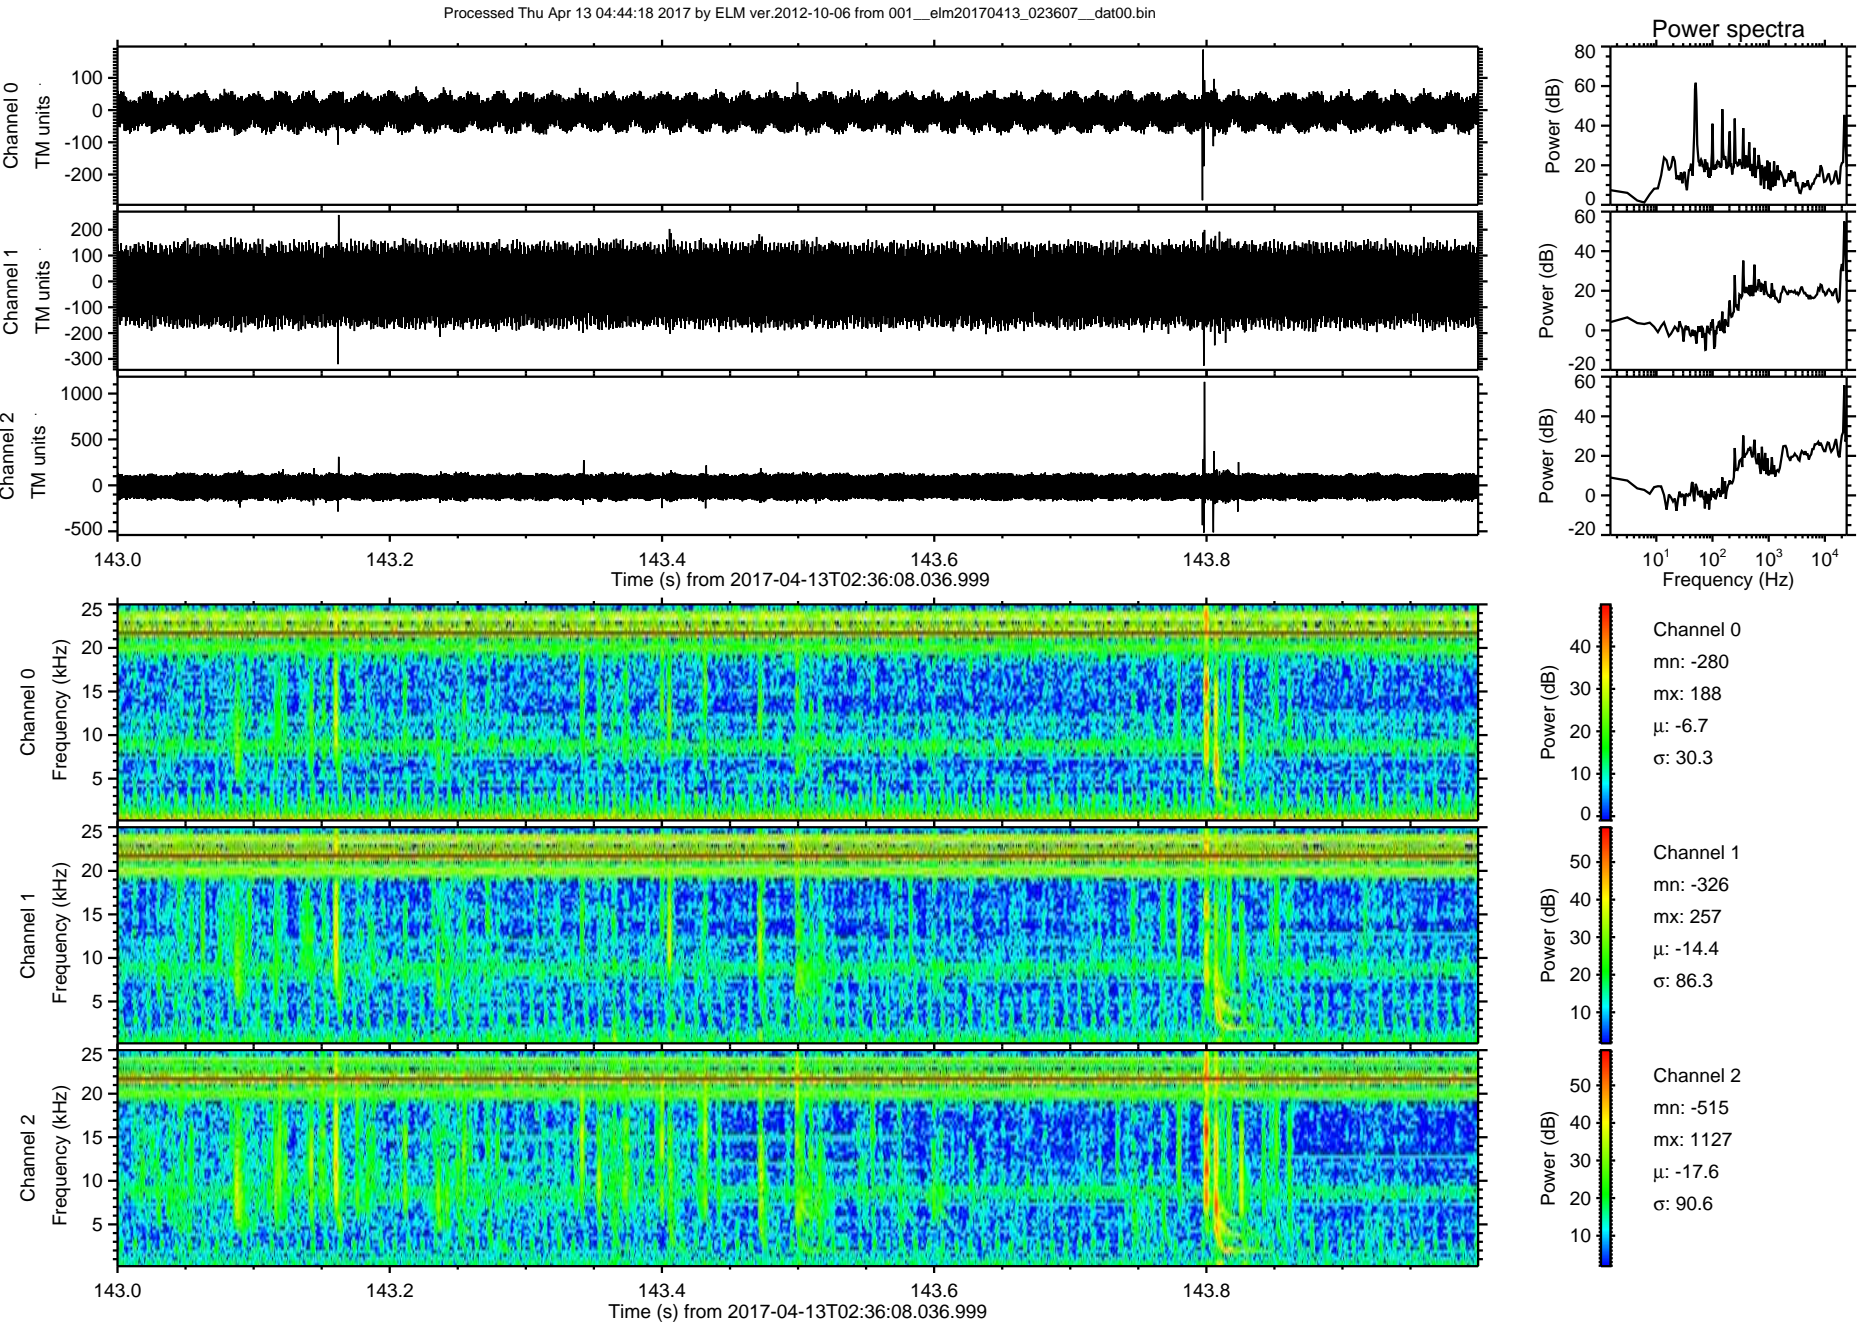 Processed Thu Apr 13 04:44:18 2017 by ELM ver.2012-10-06 from 001__elm20170413_023607__dat00.bin
Power spectra
Channel 0
TM units
100
0
-100
-200
Power (dB)
80
60
40
20
0
Channel 1
TM units
200
100
0
-100
-200
-300
Power (dB)
60
40
20
0
-20
Channel 2
TM units
1000
500
0
-500
Power (dB)
60
40
20
0
-20
143.0 143.2 143.4 143.6 143.8
Time (s) from 2017-04-13T02:36:08.036.999
10^1 10^2 10^3 10^4
Frequency (Hz)
Channel 0
Frequency (kHz)
25
20
15
10
5
Power (dB)
40
30
20
10
0
Channel 0
mn: -280
mx: 188
μ: -6.7
σ: 30.3
Channel 1
Frequency (kHz)
25
20
15
10
5
Power (dB)
50
40
30
20
10
Channel 1
mn: -326
mx: 257
μ: -14.4
σ: 86.3
Channel 2
Frequency (kHz)
25
20
15
10
5
Power (dB)
50
40
30
20
10
Channel 2
mn: -515
mx: 1127
μ: -17.6
σ: 90.6
143.0 143.2 143.4 143.6 143.8
Time (s) from 2017-04-13T02:36:08.036.999